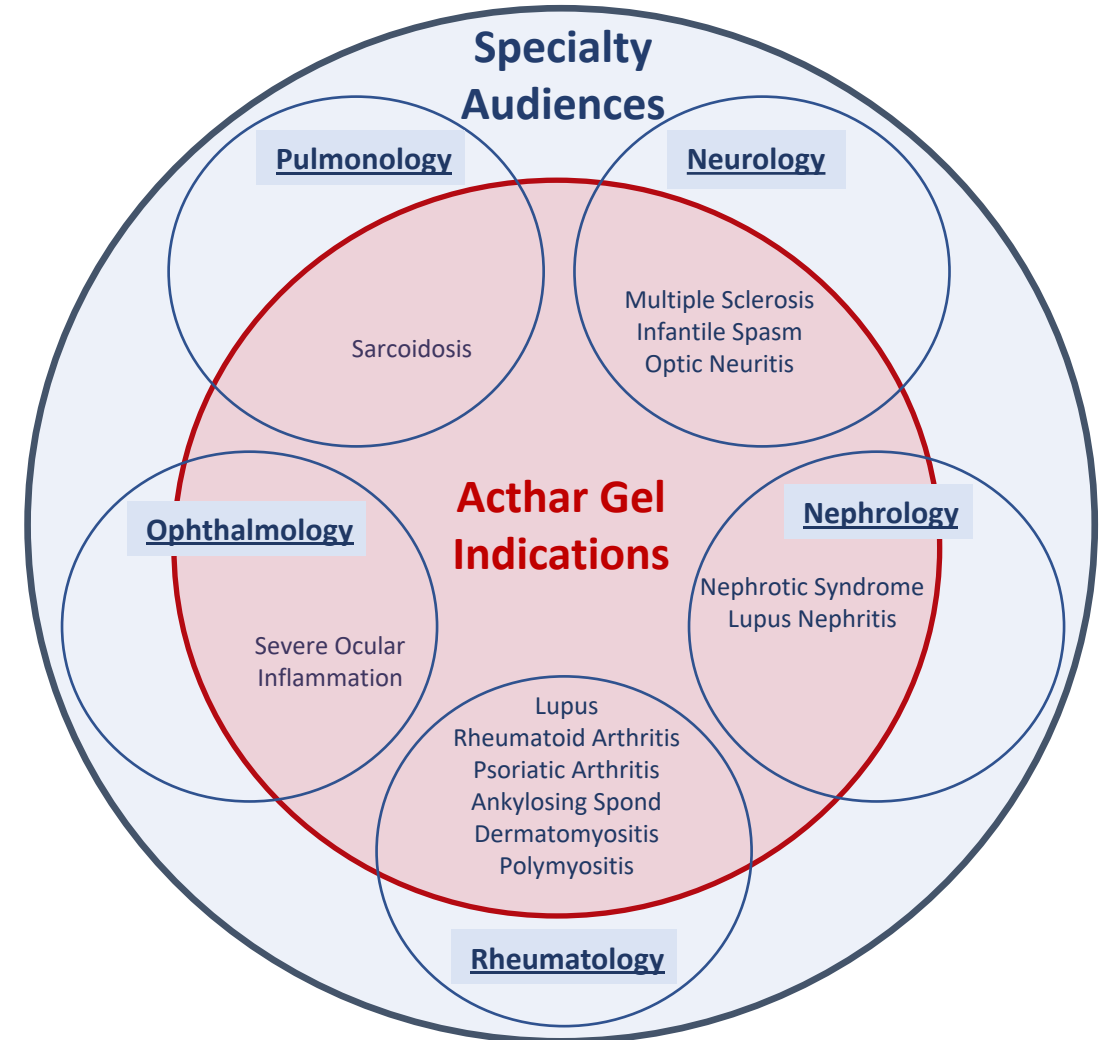 Specialty
Audiences
Pulmonology
Neurology
Sarcoidosis
Multiple Sclerosis
Infantile Spasm
Optic Neuritis
Acthar Gel
Indications
Ophthalmology
Severe Ocular
Inflammation
Nephrology
Nephrotic Syndrome
Lupus Nephritis
Lupus
Rheumatoid Arthritis
Psoriatic Arthritis
Ankylosing Spond
Dermatomyositis
Polymyositis
Rheumatology